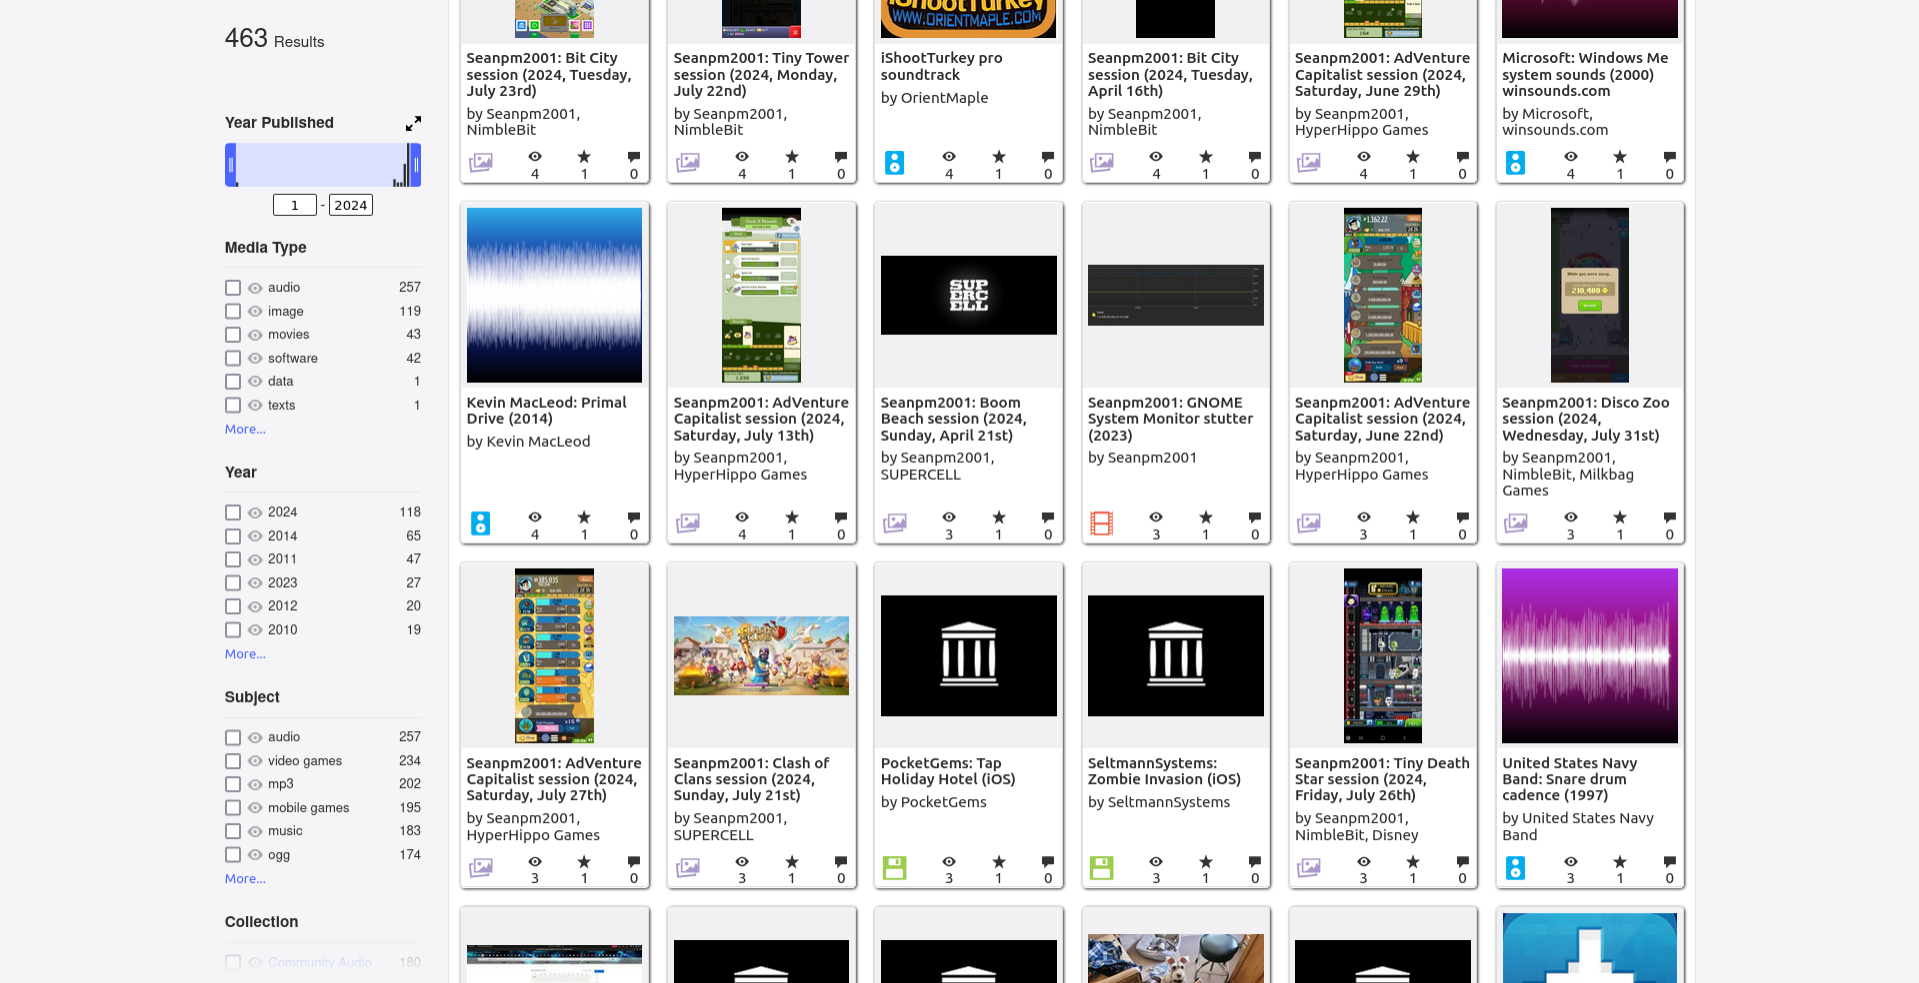 463 Results
Year Published
1 - 2024
Media Type
audio 257
image 119
movies 43
software 42
data 1
texts 1
More...
Year
2024 118
2014 65
2011 47
2023 27
2012 20
2010 19
More...
Subject
audio 257
video games 234
mp3 202
mobile games 195
music 183
ogg 174
More...
Collection
Community Audio 180
Seanpm2001: Bit City
session (2024, Tuesday,
July 23rd)
by Seanpm2001,
NimbleBit
4 1 0
Seanpm2001: Tiny Tower
session (2024, Monday,
July 22nd)
by Seanpm2001,
NimbleBit
4 1 0
iShootTurkey
WWW.ORIENTMAPLE.COM
iShootTurkey pro
soundtrack
by OrientMaple
4 1 0
Seanpm2001: Bit City
session (2024, Tuesday,
April 16th)
by Seanpm2001,
NimbleBit
4 1 0
Seanpm2001: AdVenture
Capitalist session (2024,
Saturday, June 29th)
by Seanpm2001,
HyperHippo Games
4 1 0
Microsoft: Windows Me
system sounds (2000)
winsounds.com
by Microsoft,
winsounds.com
4 1 0
Kevin MacLeod: Primal
Drive (2014)
by Kevin MacLeod
4 1 0
Seanpm2001: AdVenture
Capitalist session (2024,
Saturday, July 13th)
by Seanpm2001,
HyperHippo Games
4 1 0
SUP
ERC
ELL
Seanpm2001: Boom
Beach session (2024,
Sunday, April 21st)
by Seanpm2001,
SUPERCELL
3 1 0
Seanpm2001: GNOME
System Monitor stutter
(2023)
by Seanpm2001
3 1 0
Seanpm2001: AdVenture
Capitalist session (2024,
Saturday, June 22nd)
by Seanpm2001,
HyperHippo Games
3 1 0
While you were away...
210,400
Seanpm2001: Disco Zoo
session (2024,
Wednesday, July 31st)
by Seanpm2001,
NimbleBit, Milkbag
Games
3 1 0
Seanpm2001: AdVenture
Capitalist session (2024,
Saturday, July 27th)
by Seanpm2001,
HyperHippo Games
3 1 0
Seanpm2001: Clash of
Clans session (2024,
Sunday, July 21st)
by Seanpm2001,
SUPERCELL
3 1 0
PocketGems: Tap
Holiday Hotel (iOS)
by PocketGems
3 1 0
SeltmannSystems:
Zombie Invasion (iOS)
by SeltmannSystems
3 1 0
Seanpm2001: Tiny Death
Star session (2024,
Friday, July 26th)
by Seanpm2001,
NimbleBit, Disney
3 1 0
United States Navy
Band: Snare drum
cadence (1997)
by United States Navy
Band
3 1 0